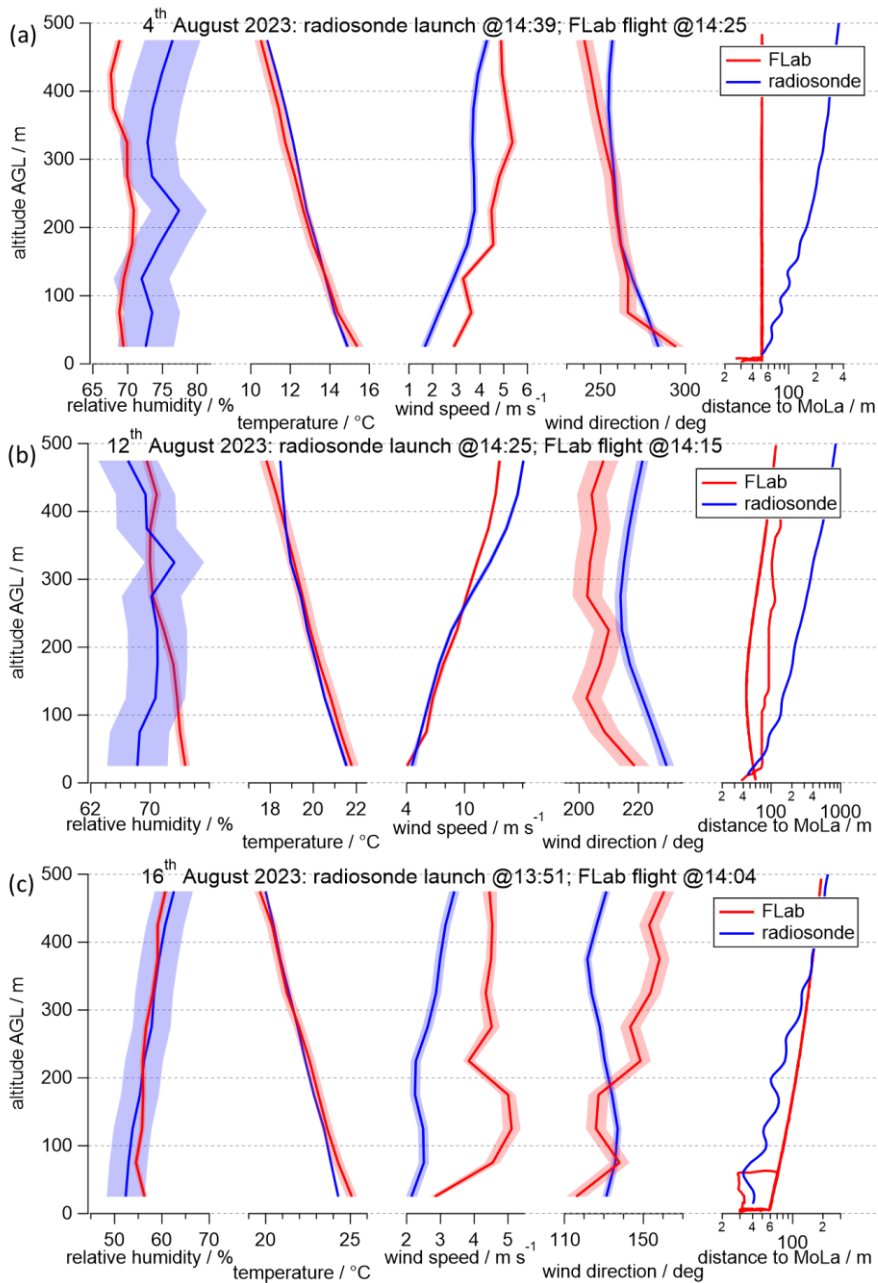 (a)
4th August 2023: radiosonde launch @14:39; FLab flight @14:25
500
400
300
200
100
0
altitude AGL / m
FLab
radiosonde
65 70 75 80
10 12 14 16
1 2 3 4 5 6
250 300
4 6 100 2 4
relative humidity / %
temperature / °C
wind speed / m s-1
wind direction / deg
distance to MoLa / m
(b)
12th August 2023: radiosonde launch @14:25; FLab flight @14:15
500
400
300
200
100
0
altitude AGL / m
FLab
radiosonde
62 70
18 20 22
4 10
200 220
2 4 100 2 4 1000
relative humidity / %
temperature / °C
wind speed / m s-1
wind direction / deg
distance to MoLa / m
(c)
16th August 2023: radiosonde launch @13:51; FLab flight @14:04
500
400
300
200
100
0
altitude AGL / m
FLab
radiosonde
50 60 70
20 25
2 3 4 5
110 150
2 4 6 100 2
relative humidity / %
temperature / °C
wind speed / m s-1
wind direction / deg
distance to MoLa / m